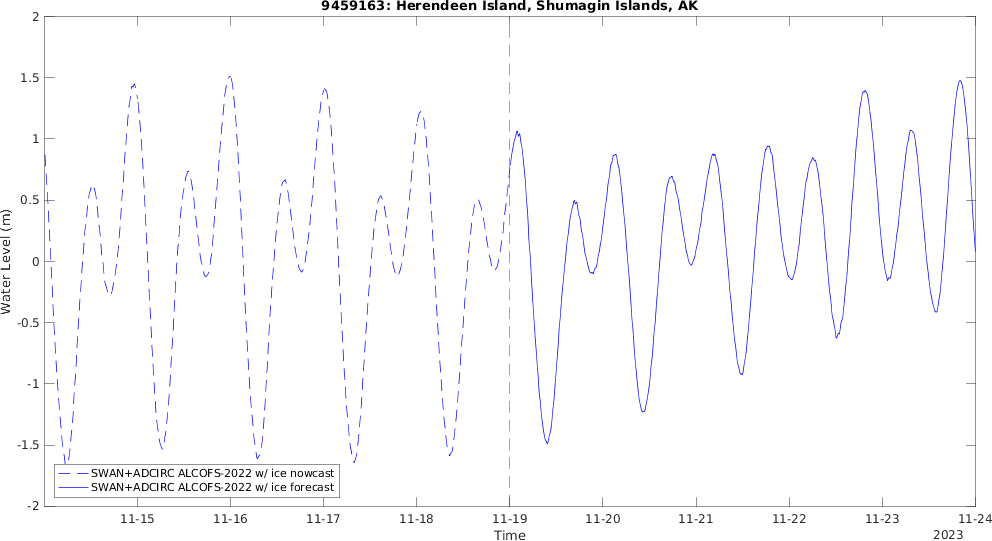 9459163: Herendeen Island, Shumagin Islands, AK
2
1.5
1
0.5
0
-0.5
-1
-1.5
-2
Water Level (m)
SWAN+ADCIRC ALCOFS-2022 w/ ice nowcast
SWAN+ADCIRC ALCOFS-2022 w/ ice forecast
11-15 11-16 11-17 11-18 11-19 11-20 11-21 11-22 11-23 11-24
Time
2023